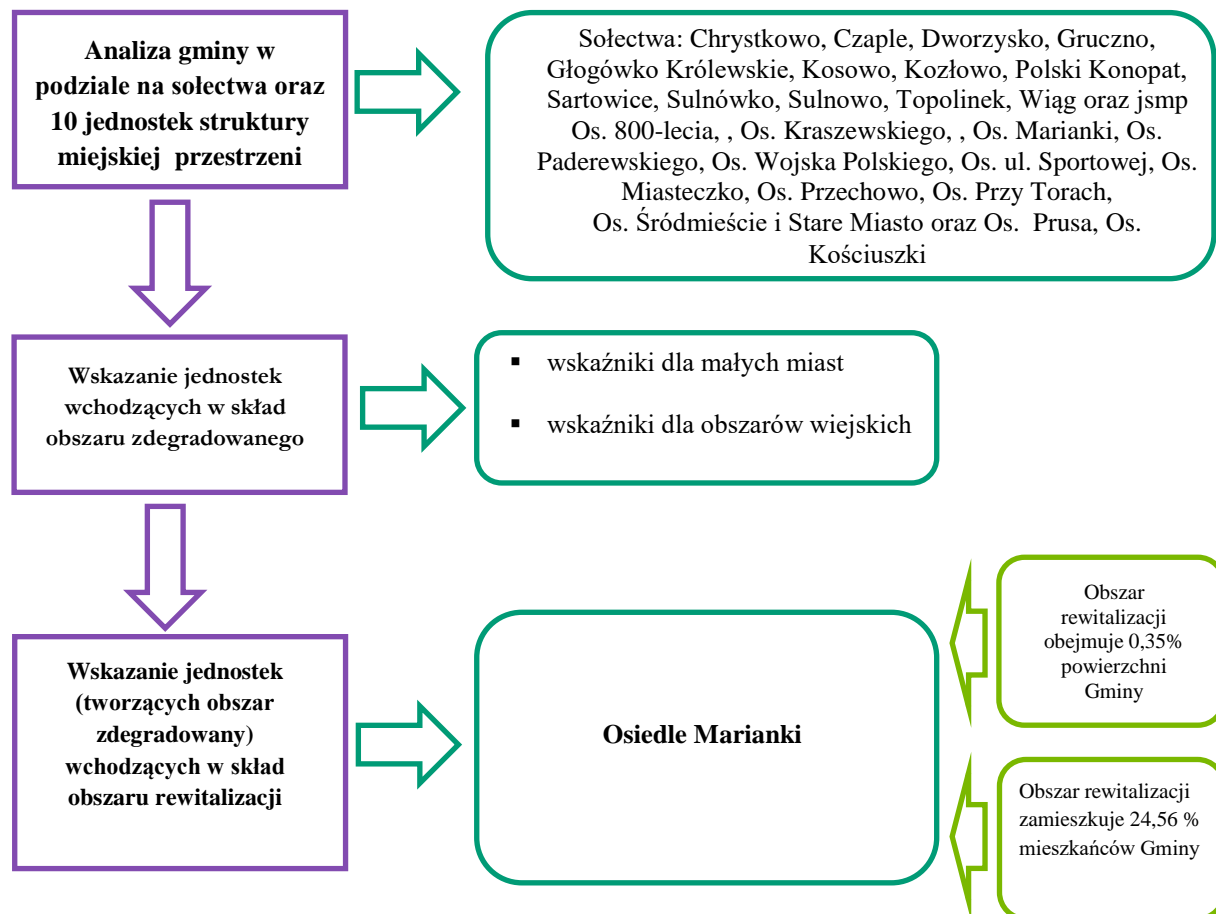 Analiza gminy w
podziale na sołectwa oraz
10 jednostek struktury
miejskiej przestrzeni
Sołectwa: Chrystkowo, Czaple, Dworzysko, Gruczno,
Głogówko Królewskie, Kosowo, Kozłowo, Polski Konopat,
Sartowice, Sulnówko, Sulnowo, Topolinek, Wiąg oraz jsmp
Os. 800-lecia, , Os. Kraszewskiego, , Os. Marianki, Os.
Paderewskiego, Os. Wojska Polskiego, Os. ul. Sportowej, Os.
Miasteczko, Os. Przechowo, Os. Przy Torach,
Os. Śródmieście i Stare Miasto oraz Os. Prusa, Os.
Kościuszki
Wskazanie jednostek
wchodzących w skład
obszaru zdegradowanego
▪ wskaźniki dla małych miast
▪ wskaźniki dla obszarów wiejskich
Wskazanie jednostek
(tworzących obszar
zdegradowany)
wchodzących w skład
obszaru rewitalizacji
Osiedle Marianki
Obszar
rewitalizacji
obejmuje 0,35%
powierzchni
Gminy
Obszar rewitalizacji
zamieszkuje 24,56 %
mieszkańców Gminy